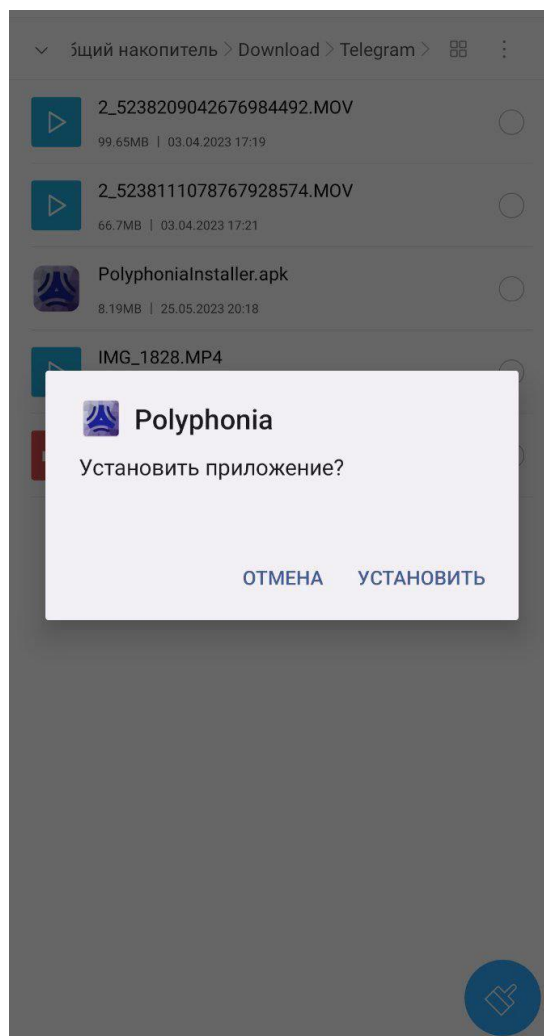 бщий накопитель > Download > Telegram >
2_5238209042676984492.MOV
99.65MB | 03.04.2023 17:19
2_5238111078767928574.MOV
66.7MB | 03.04.2023 17:21
PolyphoniaInstaller.apk
8.19MB | 25.05.2023 20:18
IMG_1828.MP4
Polyphonia
Установить приложение?
ОТМЕНА УСТАНОВИТЬ